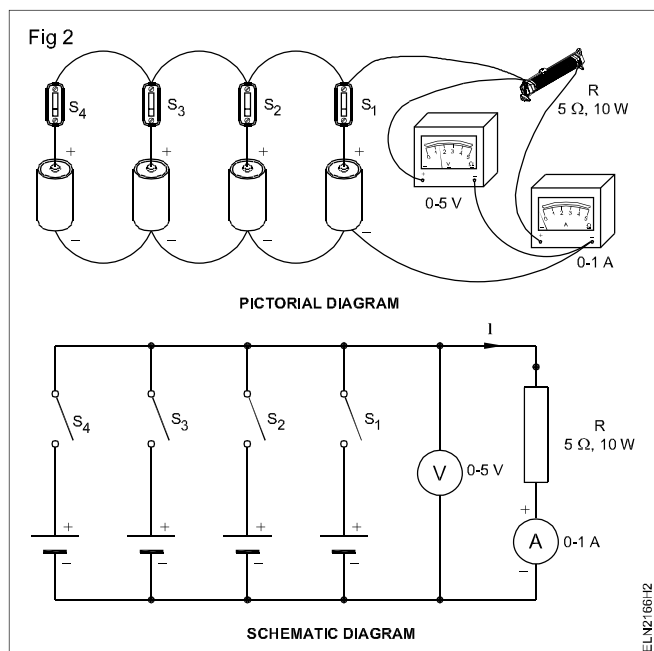 Fig 2
S4 S3 S2 S1
R
5 Ω, 10 W
+ + + +
0-5 V
- - - -
0-1 A
PICTORIAL DIAGRAM
I
S4 S3 S2 S1
R
5 Ω, 10 W
V 0-5 V
+ + + + +
A 0-1 A
- - - - -
SCHEMATIC DIAGRAM
ELN2166H2